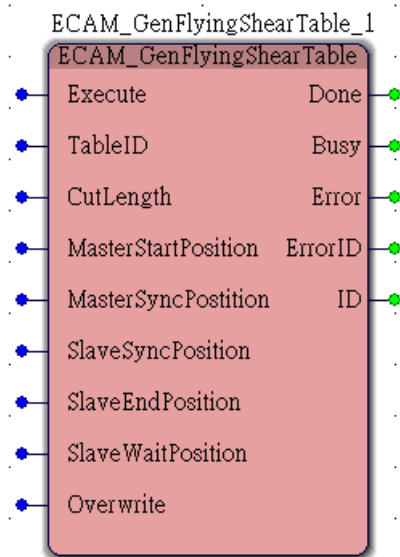 ECAM_GenFlyingShearTable_1
ECAM_GenFlyingShearTable
Execute Done
TableID Busy
CutLength Error
MasterStartPosition ErrorID
MasterSyncPostition ID
SlaveSyncPosition
SlaveEndPosition
SlaveWaitPosition
Overwrite